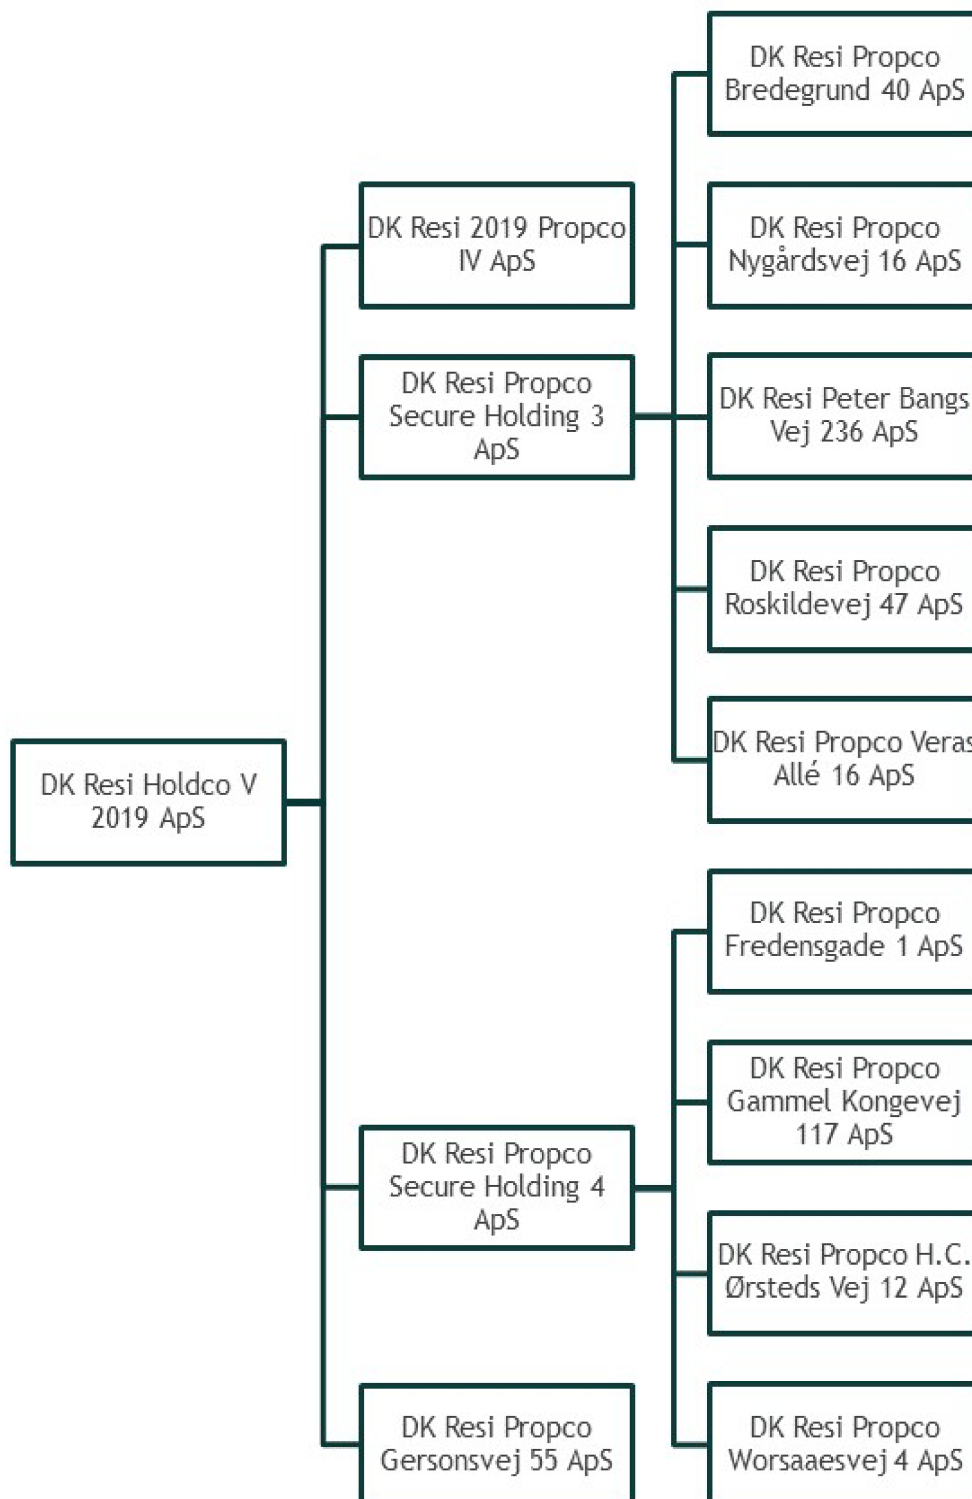 DK Resi Holdco V
2019 ApS
DK Resi 2019 Propco
IV ApS
DK Resi Propco
Secure Holding 3
ApS
DK Resi Propco
Bredegrund 40 ApS
DK Resi Propco
Nygårdsvej 16 ApS
DK Resi Peter Bangs
Vej 236 ApS
DK Resi Propco
Roskildevej 47 ApS
DK Resi Propco Veras
Allé 16 ApS
DK Resi Propco
Secure Holding 4
ApS
DK Resi Propco
Fredensgade 1 ApS
DK Resi Propco
Gammel Kongevej
117 ApS
DK Resi Propco H.C.
Ørsteds Vej 12 ApS
DK Resi Propco
Worsaaesvej 4 ApS
DK Resi Propco
Gersonsvej 55 ApS